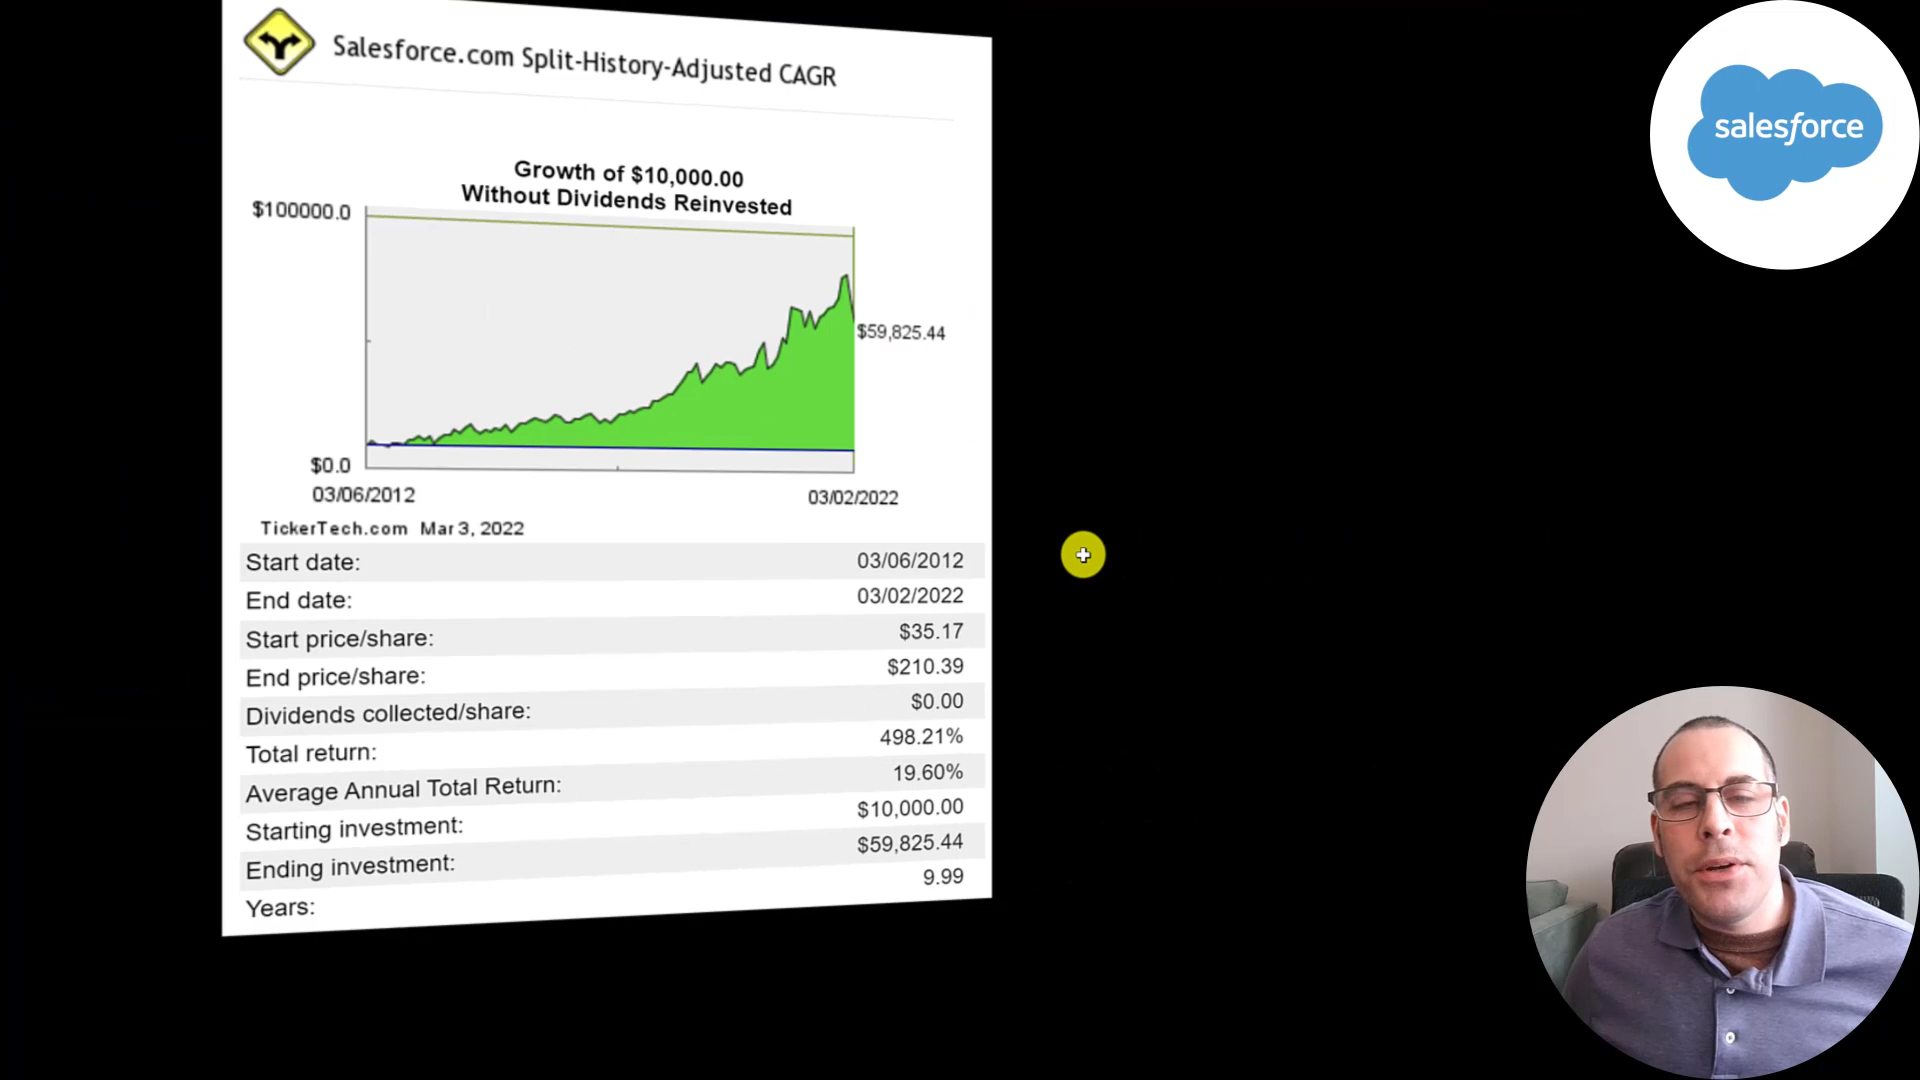 Salesforce.com Split-History-Adjusted CAGR
salesforce
Growth of $10,000.00
Without Dividends Reinvested
$100000.0
$59,825.44
$0.0
03/06/2012 03/02/2022
TickerTech.com Mar 3, 2022
Start date: 03/06/2012
End date: 03/02/2022
Start price/share: $35.17
End price/share: $210.39
Dividends collected/share: $0.00
Total return: 498.21%
Average Annual Total Return: 19.60%
Starting investment: $10,000.00
Ending investment: $59,825.44
Years: 9.99